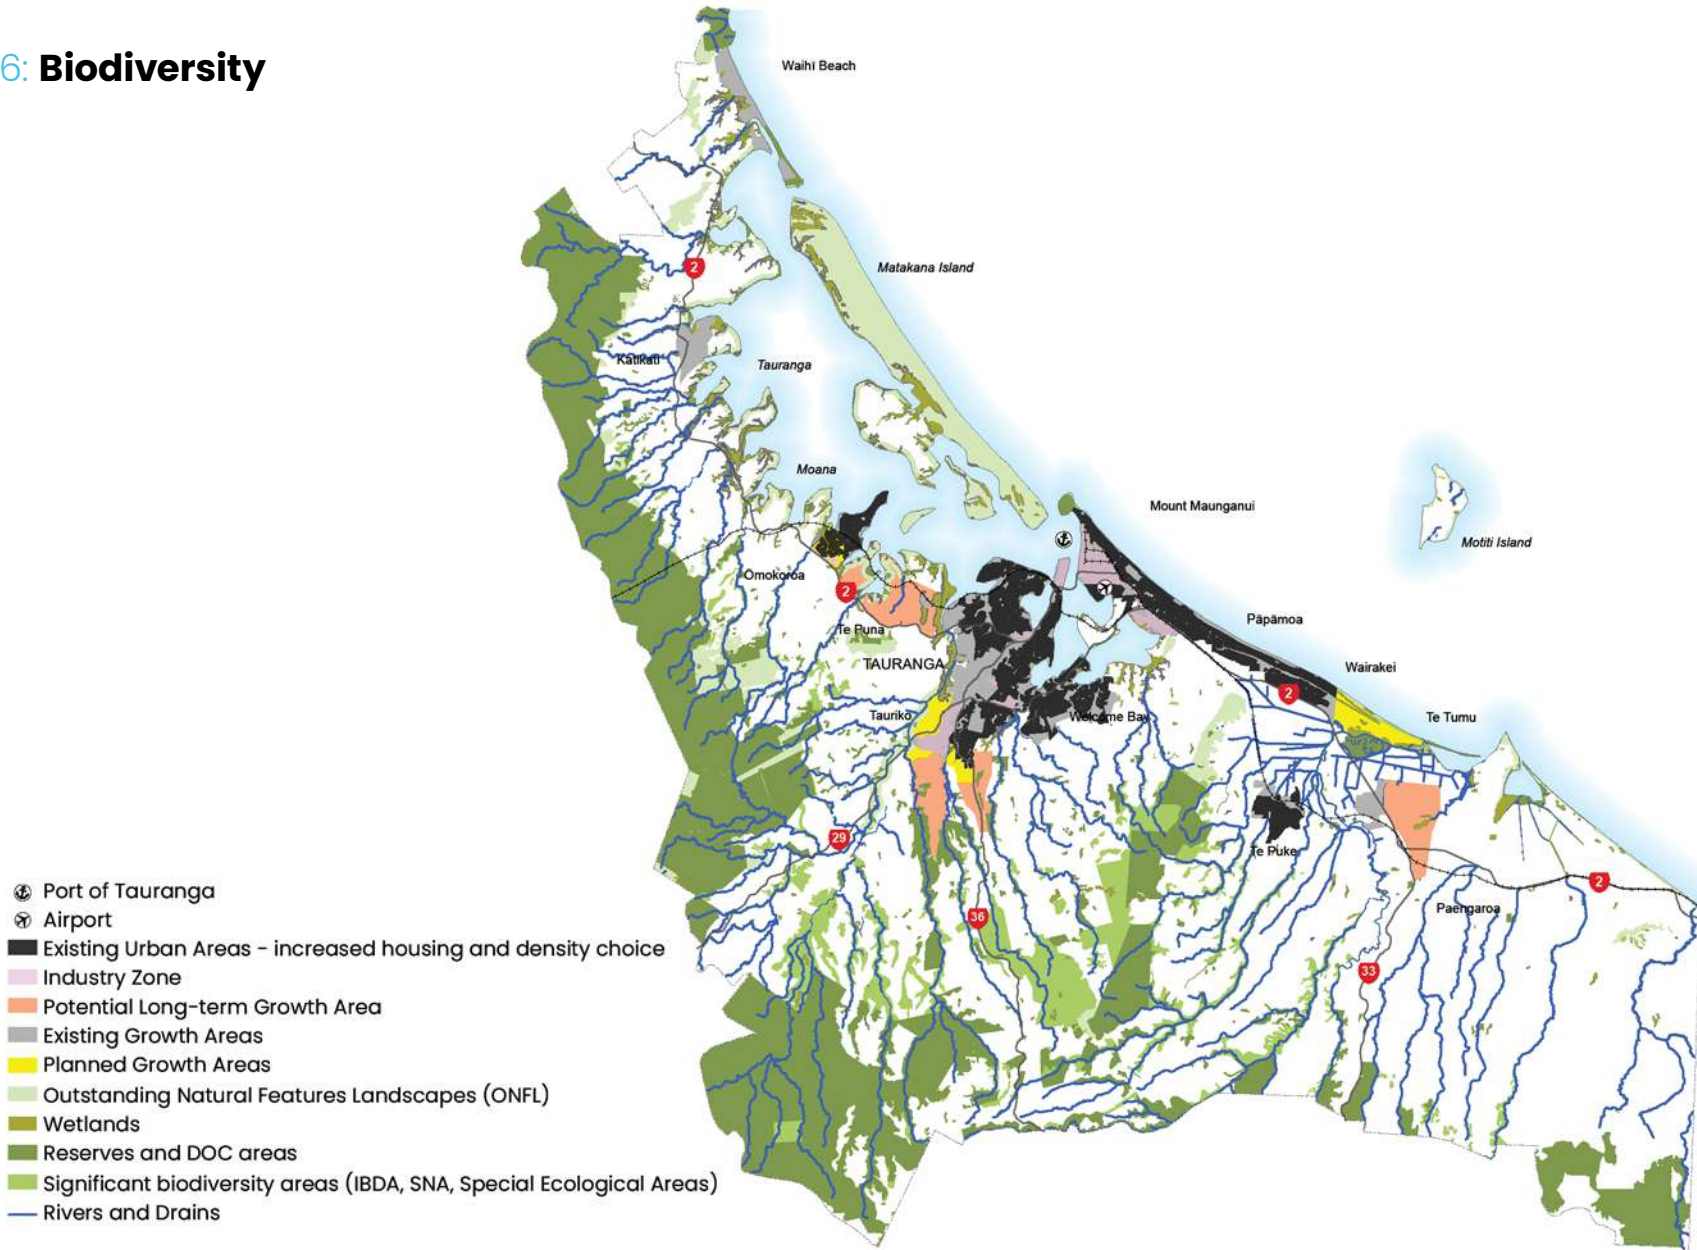 6: Biodiversity
Waihī Beach
Matakana Island
2
Katikati
Tauranga
Moana
Mount Maunganui
Motiti Island
Ōmokoroa
2
Te Puna
Pāpāmoa
TAURANGA
Wairakei
2
Tauriko
Welcome Bay
Te Tumu
29
Te Puke
2
36
Paengaroa
33
Port of Tauranga
Airport
Existing Urban Areas - increased housing and density choice
Industry Zone
Potential Long-term Growth Area
Existing Growth Areas
Planned Growth Areas
Outstanding Natural Features Landscapes (ONFL)
Wetlands
Reserves and DOC areas
Significant biodiversity areas (IBDA, SNA, Special Ecological Areas)
Rivers and Drains